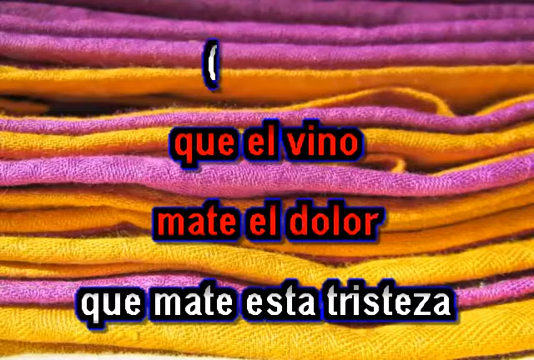 (
que el vino
mate el dolor
que mate esta tristeza